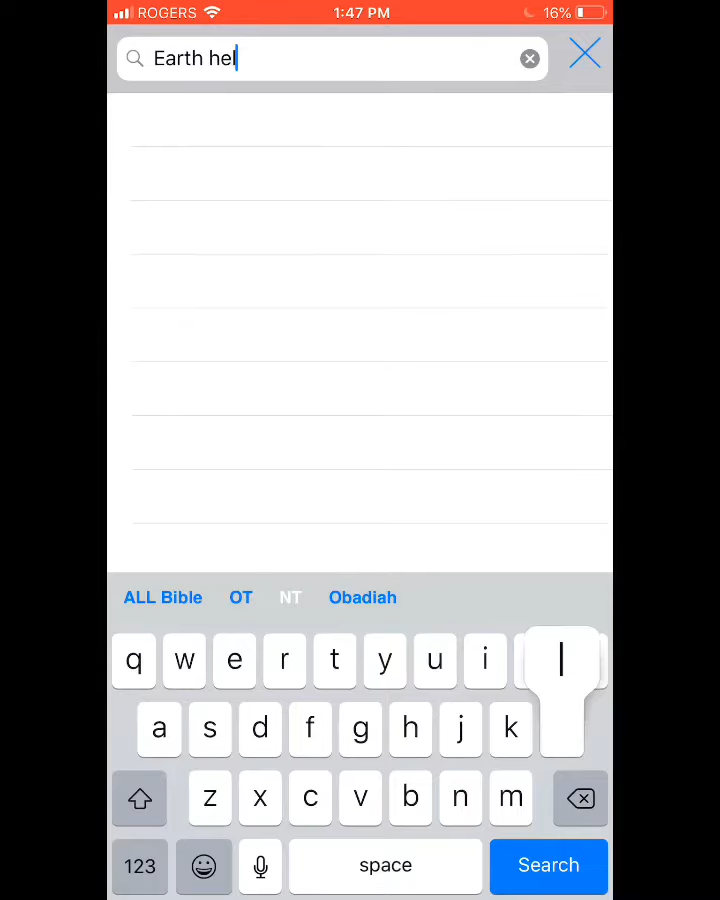 ROGERS 1:47 PM 16%
Earth hel
ALL Bible OT NT Obadiah
q w e r t y u i l
a s d f g h j k
z x c v b n m
123 space Search